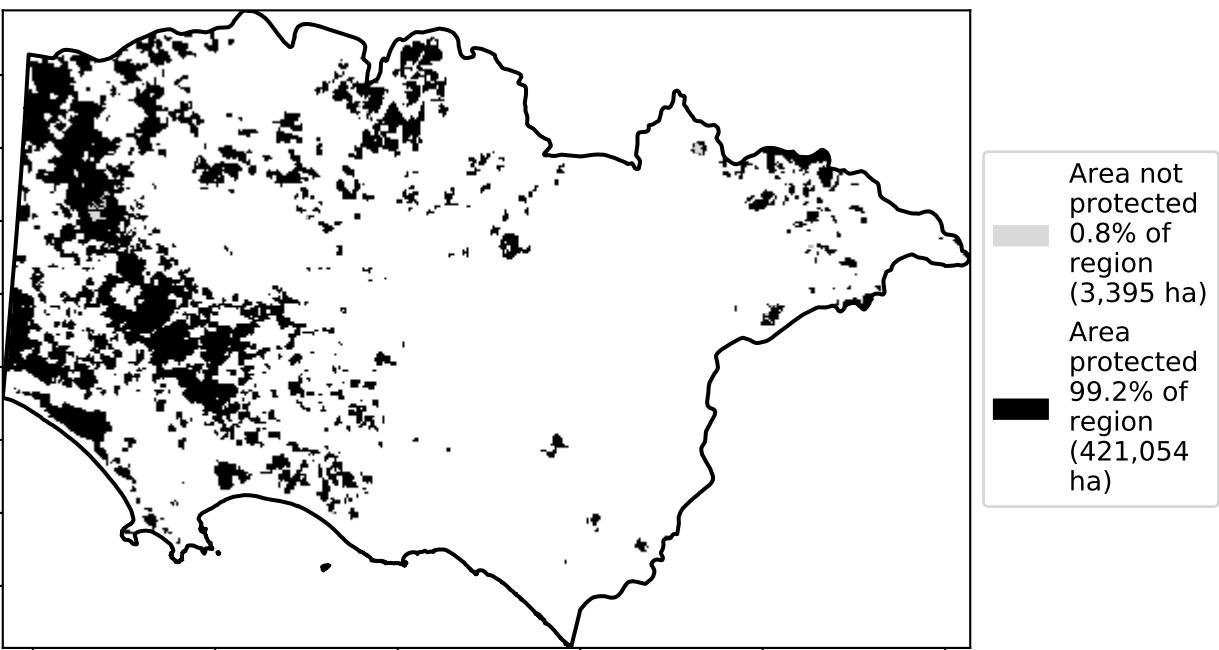 Area not
protected
0.8% of
region
(3,395 ha)
Area
protected
99.2% of
region
(421,054
ha)